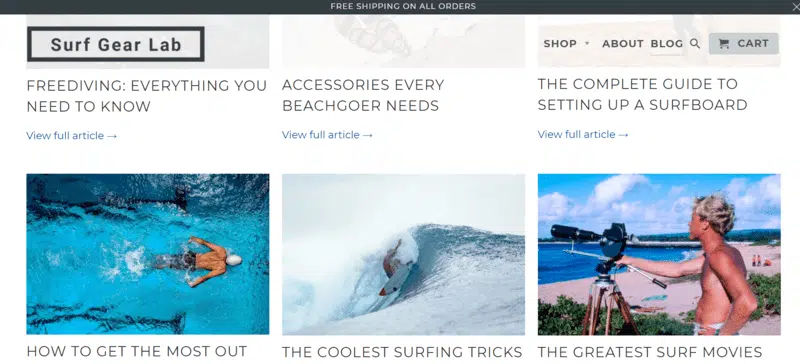 FREE SHIPPING ON ALL ORDERS
Surf Gear Lab
SHOP ABOUT BLOG CART
FREEDIVING: EVERYTHING YOU
NEED TO KNOW
View full article →
ACCESSORIES EVERY
BEACHGOER NEEDS
View full article →
THE COMPLETE GUIDE TO
SETTING UP A SURFBOARD
View full article →
HOW TO GET THE MOST OUT
THE COOLEST SURFING TRICKS
THE GREATEST SURF MOVIES